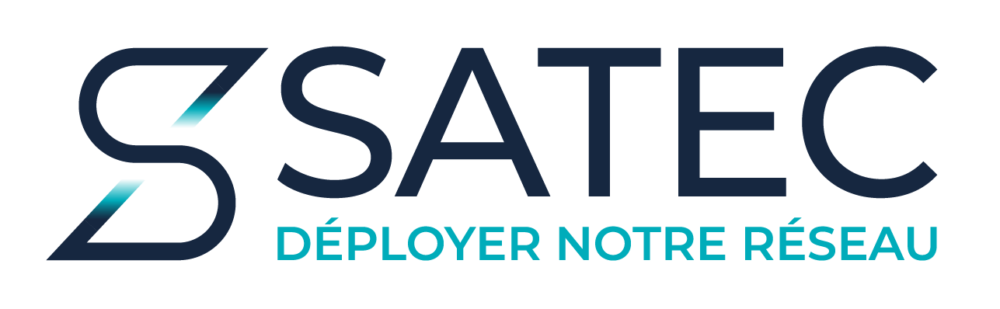 SATEC
DÉPLOYER NOTRE RÉSEAU